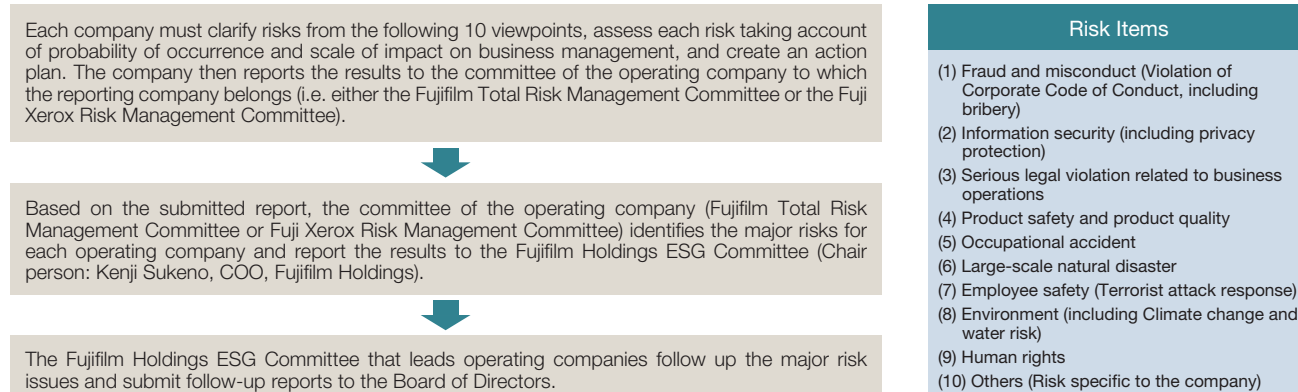 Each company must clarify risks from the following 10 viewpoints, assess each risk taking account
of probability of occurrence and scale of impact on business management, and create an action
plan. The company then reports the results to the committee of the operating company to which
the reporting company belongs (i.e. either the Fujifilm Total Risk Management Committee or the Fuji
Xerox Risk Management Committee).
Based on the submitted report, the committee of the operating company (Fujifilm Total Risk
Management Committee or Fuji Xerox Risk Management Committee) identifies the major risks for
each operating company and report the results to the Fujifilm Holdings ESG Committee (Chair
person: Kenji Sukeno, COO, Fujifilm Holdings).
The Fujifilm Holdings ESG Committee that leads operating companies follow up the major risk
issues and submit follow-up reports to the Board of Directors.
Risk Items
(1) Fraud and misconduct (Violation of
Corporate Code of Conduct, including
bribery)
(2) Information security (including privacy
protection)
(3) Serious legal violation related to business
operations
(4) Product safety and product quality
(5) Occupational accident
(6) Large-scale natural disaster
(7) Employee safety (Terrorist attack response)
(8) Environment (including Climate change and
water risk)
(9) Human rights
(10) Others (Risk specific to the company)